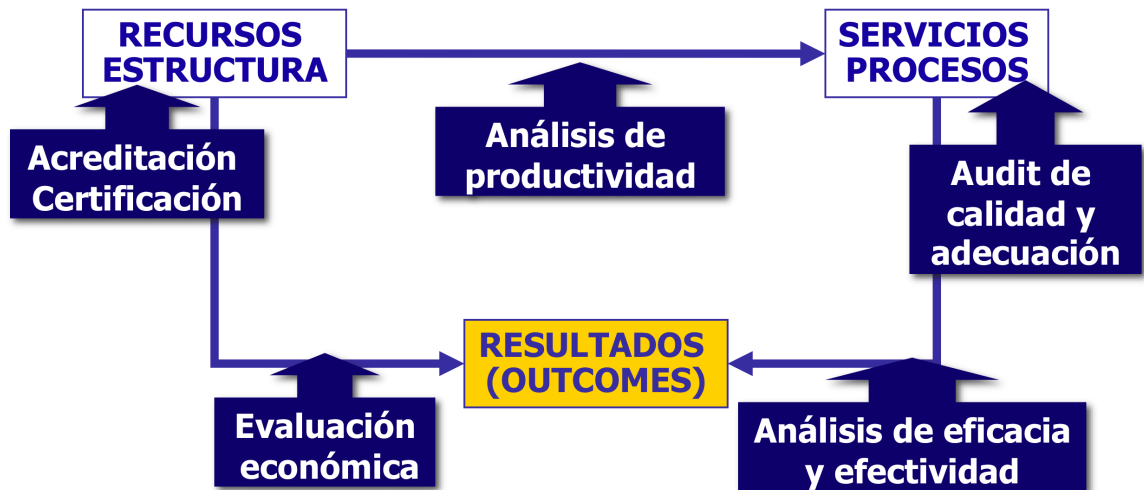 RECURSOS
ESTRUCTURA
SERVICIOS
PROCESOS
Acreditación
Certificación
Análisis de
productividad
Audit de
calidad y
adecuación
RESULTADOS
(OUTCOMES)
Evaluación
económica
Análisis de eficacia
y efectividad